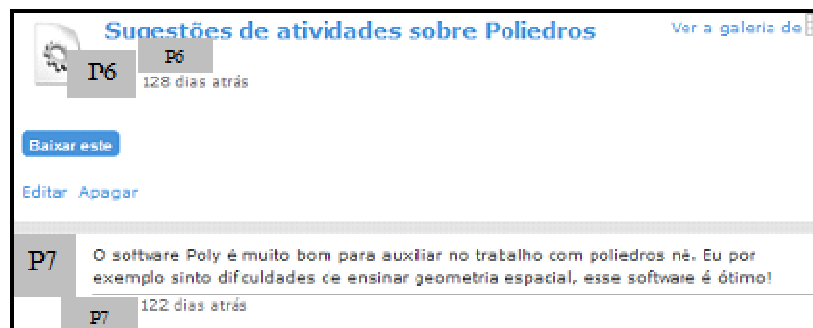 Sugestões de atividades sobre Poliedros
Ver a galeria de
P6
P6
128 dias atrás
Baixar este
Editar Apagar
P7
O software Poly é muito bom para auxiliar no trabalho com poliedros né. Eu por
exemplo sinto dificuldades de ensinar geometria espacial, esse software é ótimo!
P7
122 dias atrás